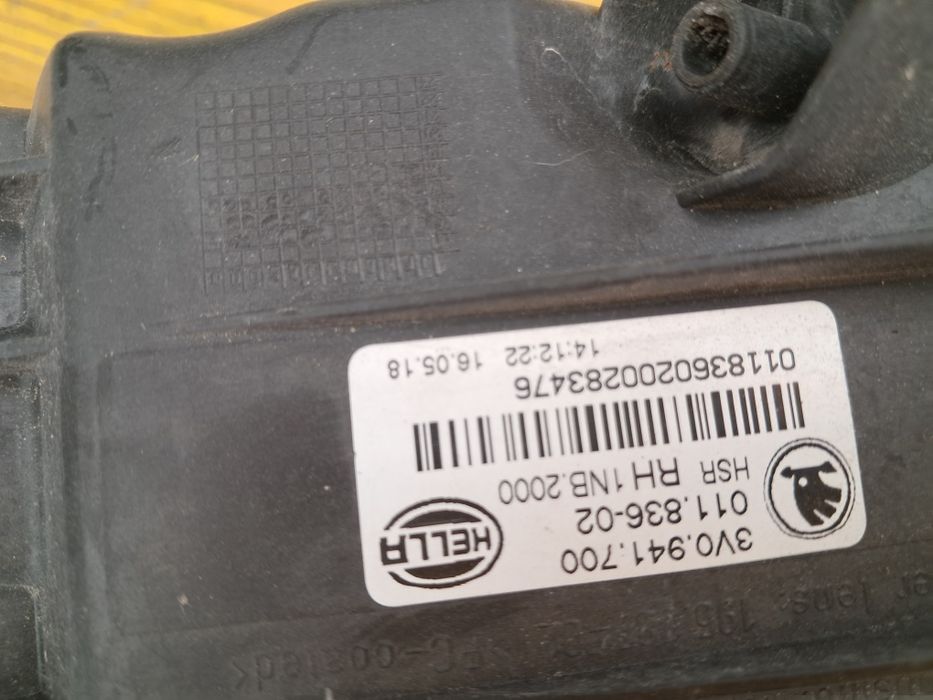 3V0.941.700
011.836-02
HSR RH 1NB.2000
HELLA
0118360200283476
14:12:22 16.05.18